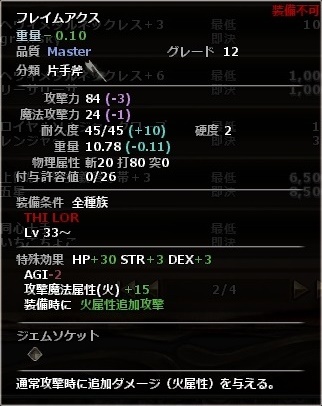 フレイムアクス 装備不可
重量－0.10
品質 Master グレード 12
分類 片手斧
攻撃力 84 (-3)
魔法攻撃力 24 (-1)
耐久度 45/45 (+10) 硬度 2
重量 10.78 (-0.11)
物理属性 斬20 打80 突0
付与許容値 0/26
装備条件 全種族
THI LOR
Lv 33～
特殊効果 HP+30 STR+3 DEX+3
AGI-2
攻撃魔法属性(火) +15
装備時に 火属性追加攻撃
2/4
ジェムソケット
通常攻撃時に追加ダメージ（火属性）を与える。